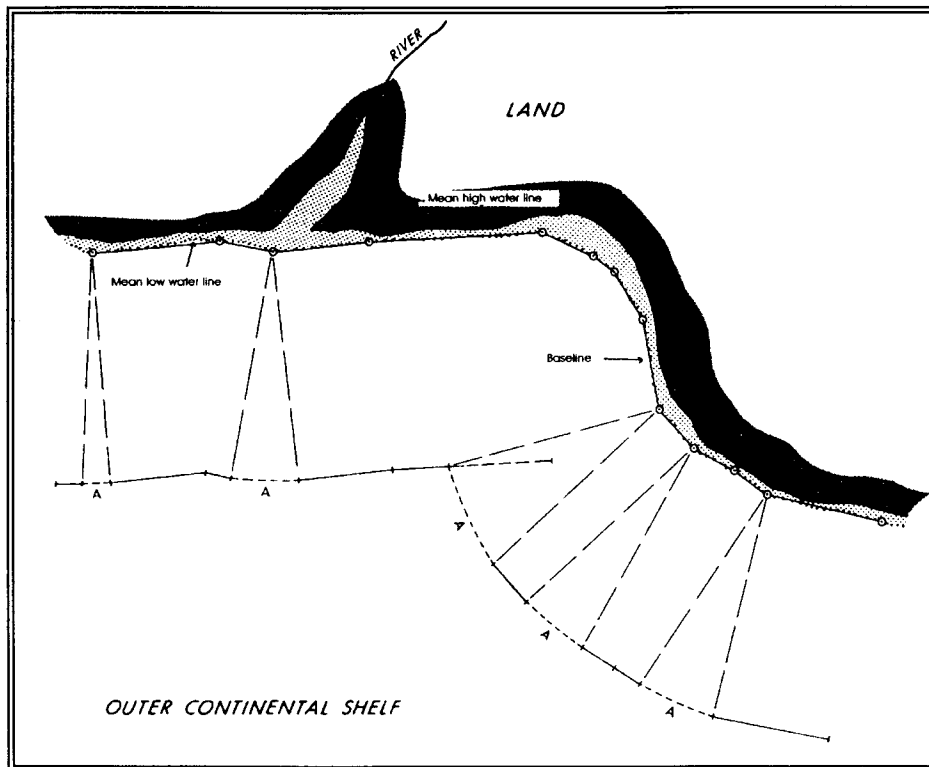 RIVER
LAND
Mean high water line
Mean low water line
Baseline
A
A
A
A
A
OUTER CONTINENTAL SHELF